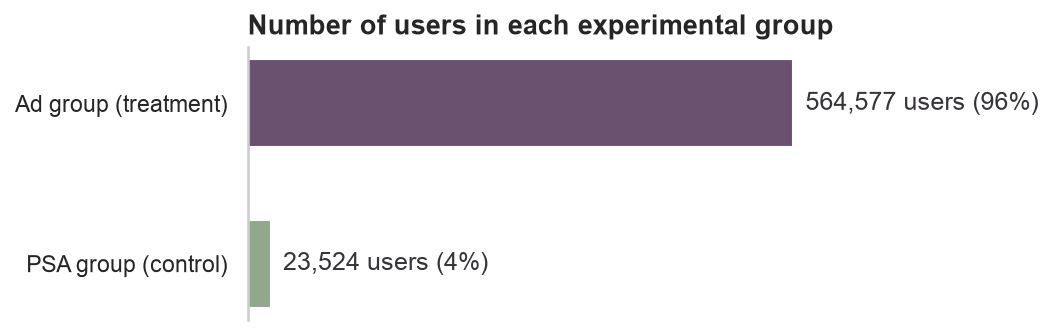 Number of users in each experimental group
Ad group (treatment)
564,577 users (96%)
PSA group (control)
23,524 users (4%)